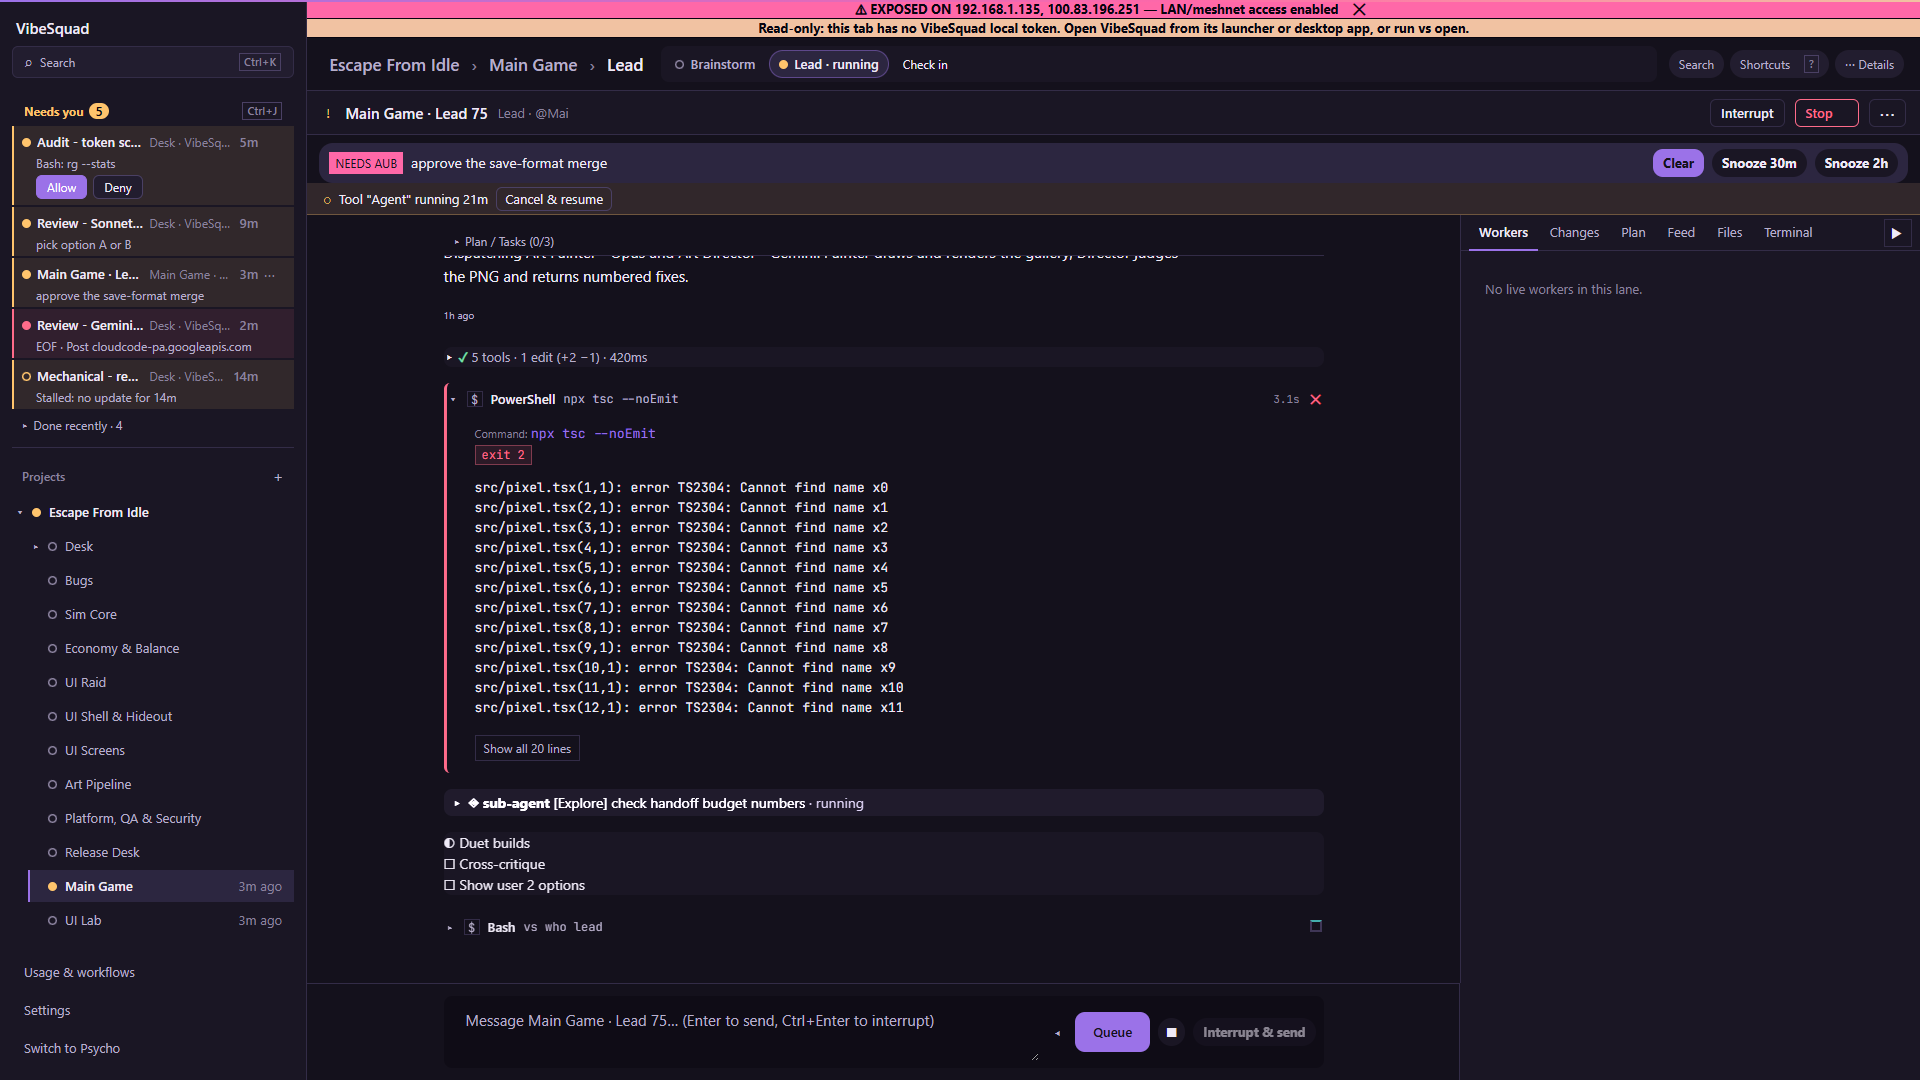 ⚠ EXPOSED ON 192.168.1.135, 100.83.196.251 — LAN/meshnet access enabled
Read-only: this tab has no VibeSquad local token. Open VibeSquad from its launcher or desktop app, or run vs open.
VibeSquad
Search Ctrl+K
Needs you 5 Ctrl+J
Audit - token sc... Desk · VibeSq... 5m
Bash: rg --stats
Allow Deny
Review - Sonnet... Desk · VibeSq... 9m
pick option A or B
Main Game · Le... Main Game · ... 3m ...
approve the save-format merge
Review - Gemini... Desk · VibeSq... 2m
EOF · Post cloudcode-pa.googleapis.com
Mechanical - re... Desk · VibeS... 14m
Stalled: no update for 14m
Done recently · 4
Projects +
Escape From Idle
Desk
Bugs
Sim Core
Economy & Balance
UI Raid
UI Shell & Hideout
UI Screens
Art Pipeline
Platform, QA & Security
Release Desk
Main Game 3m ago
UI Lab 3m ago
Usage & workflows
Settings
Switch to Psycho
Escape From Idle › Main Game › Lead
Brainstorm Lead · running Check in
Search Shortcuts ? ··· Details
! Main Game · Lead 75 Lead · @Mai
Interrupt Stop ...
NEEDS AUB approve the save-format merge
Clear Snooze 30m Snooze 2h
Tool "Agent" running 21m Cancel & resume
Plan / Tasks (0/3)
Dispatching Art Painter - Opus and Art Director - Gemini. Painter draws and renders the gallery, Director judges
the PNG and returns numbered fixes.
1h ago
✓ 5 tools · 1 edit (+2 −1) · 420ms
$ PowerShell npx tsc --noEmit 3.1s
Command: npx tsc --noEmit
exit 2
src/pixel.tsx(1,1): error TS2304: Cannot find name x0
src/pixel.tsx(2,1): error TS2304: Cannot find name x1
src/pixel.tsx(3,1): error TS2304: Cannot find name x2
src/pixel.tsx(4,1): error TS2304: Cannot find name x3
src/pixel.tsx(5,1): error TS2304: Cannot find name x4
src/pixel.tsx(6,1): error TS2304: Cannot find name x5
src/pixel.tsx(7,1): error TS2304: Cannot find name x6
src/pixel.tsx(8,1): error TS2304: Cannot find name x7
src/pixel.tsx(9,1): error TS2304: Cannot find name x8
src/pixel.tsx(10,1): error TS2304: Cannot find name x9
src/pixel.tsx(11,1): error TS2304: Cannot find name x10
src/pixel.tsx(12,1): error TS2304: Cannot find name x11
Show all 20 lines
sub-agent [Explore] check handoff budget numbers · running
◐ Duet builds
☐ Cross-critique
☐ Show user 2 options
$ Bash vs who lead
Message Main Game · Lead 75... (Enter to send, Ctrl+Enter to interrupt)
Queue Interrupt & send
Workers Changes Plan Feed Files Terminal
No live workers in this lane.